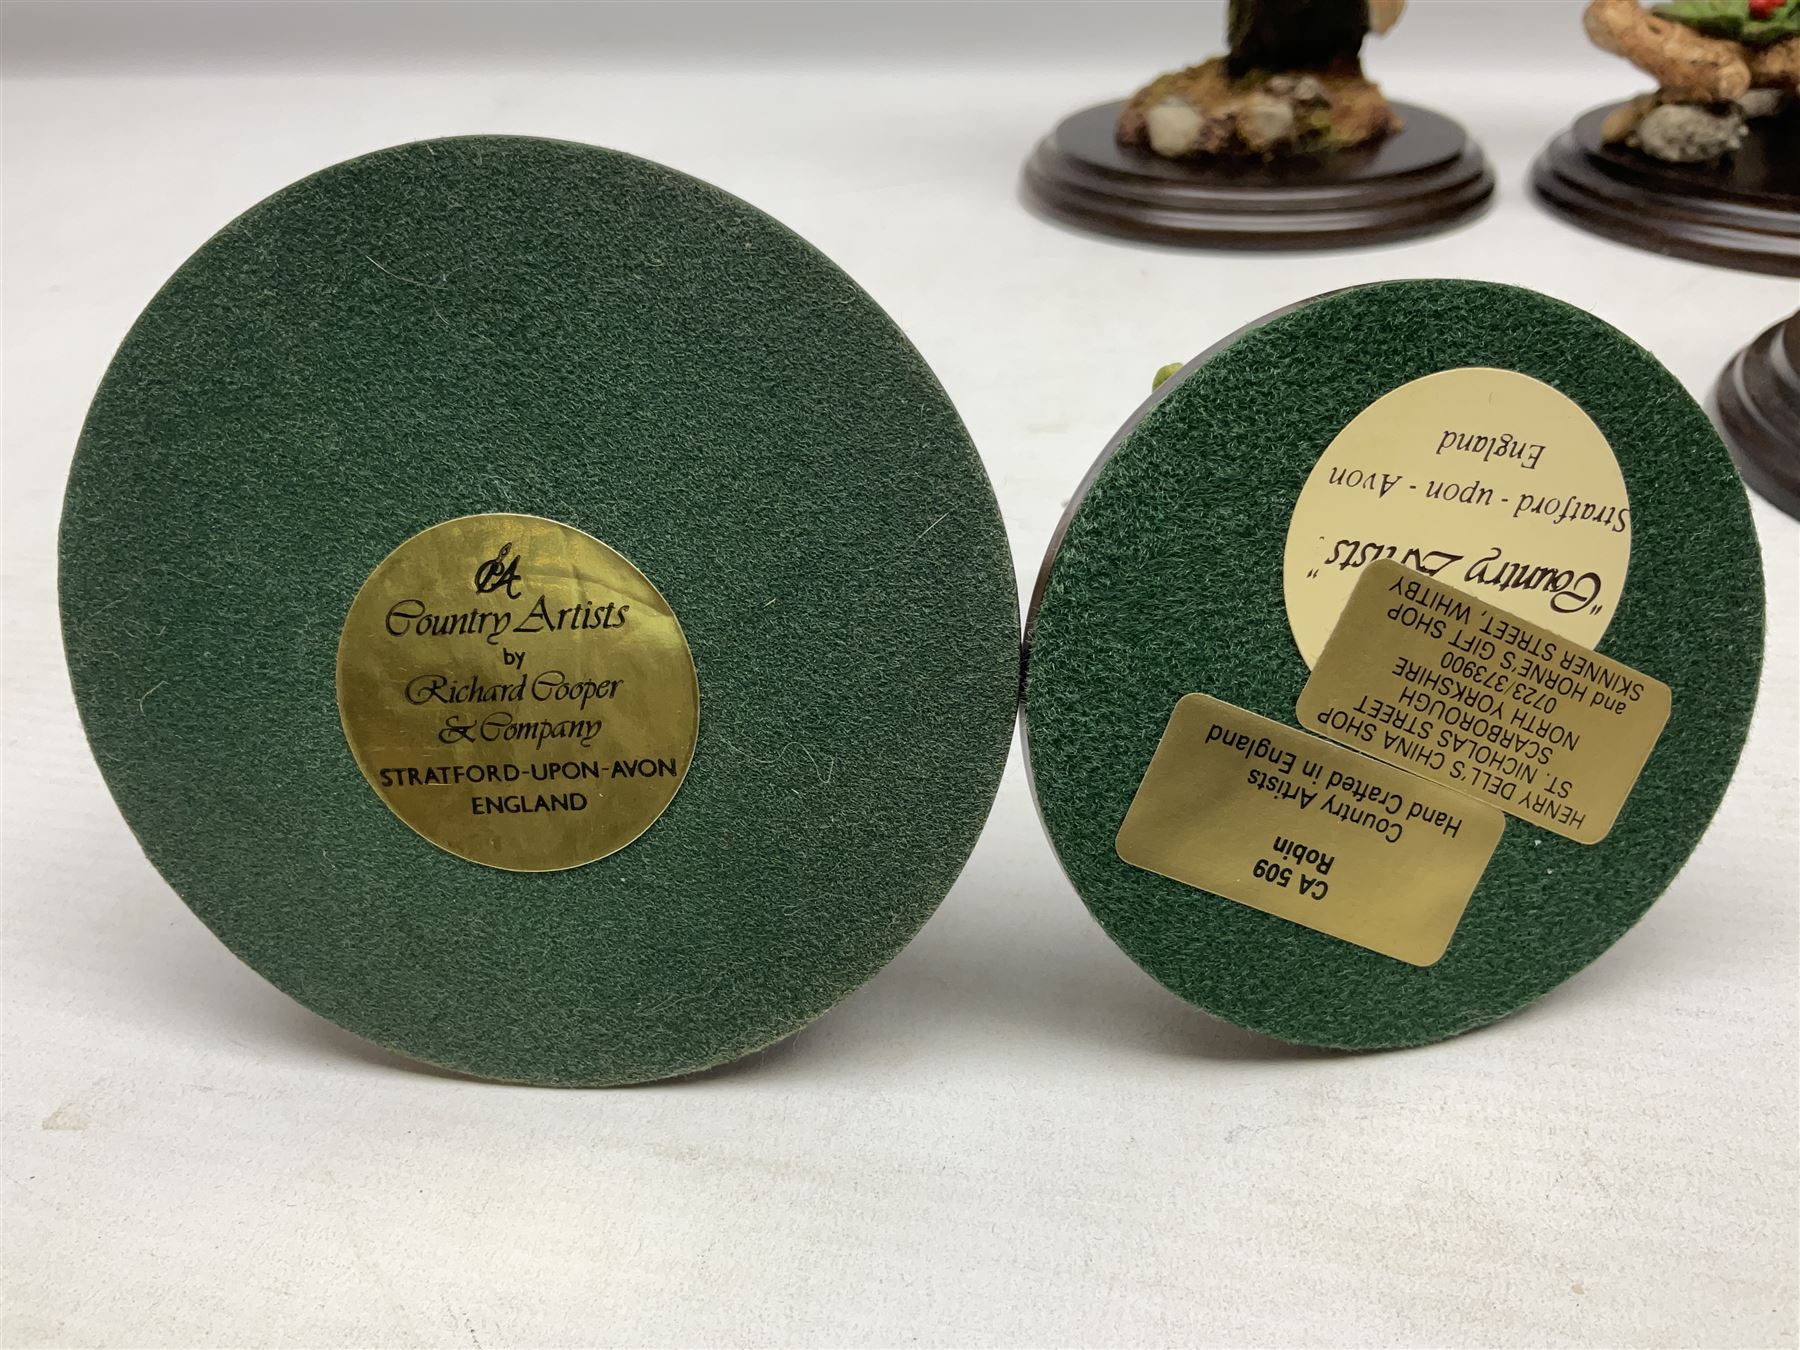 CA
Country Artists
by
Richard Cooper
& Company
STRATFORD-UPON-AVON
ENGLAND
"Country Artists"
Stratford - upon - Avon
England
HENRY DELL'S CHINA SHOP
ST. NICHOLAS STREET
SCARBOROUGH
NORTH YORKSHIRE
0723/373900
and HORNE'S GIFT SHOP
SKINNER STREET, WHITBY
CA 509
Robin
Country Artists
Hand Crafted in England